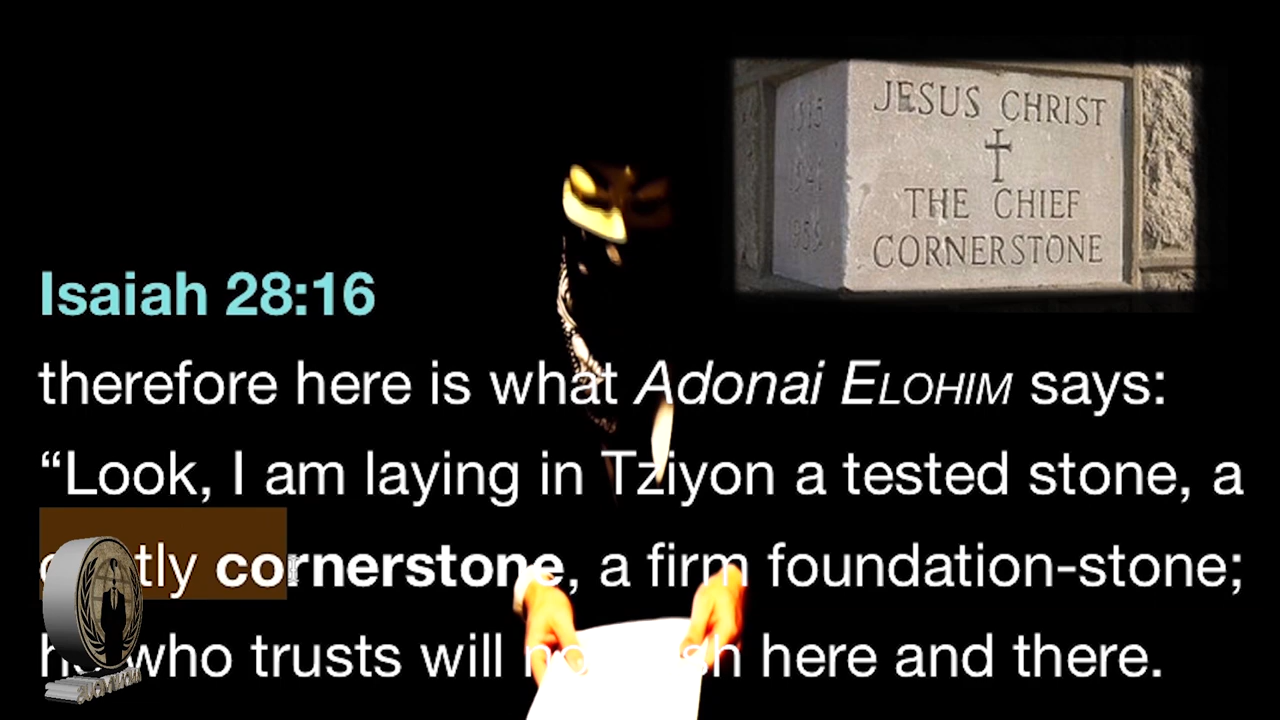 JESUS CHRIST
THE CHIEF
CORNERSTONE
Isaiah 28:16
therefore here is what Adonai ELOHIM says:
“Look, I am laying in Tziyon a tested stone, a
cornerstone, a firm foundation-stone;
he who trusts will here and there.